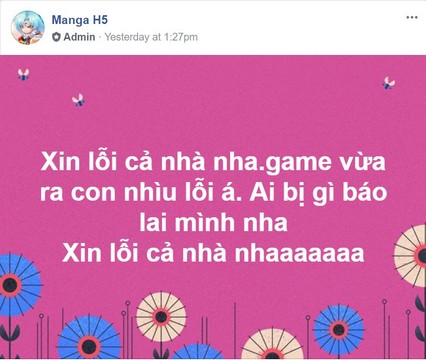 Manga H5
Admin · Yesterday at 1:27pm
Xin lỗi cả nhà nha.game vừa
ra con nhìu lỗi á. Ai bị gì báo
lai mình nha
Xin lỗi cả nhà nhaaaaaaa